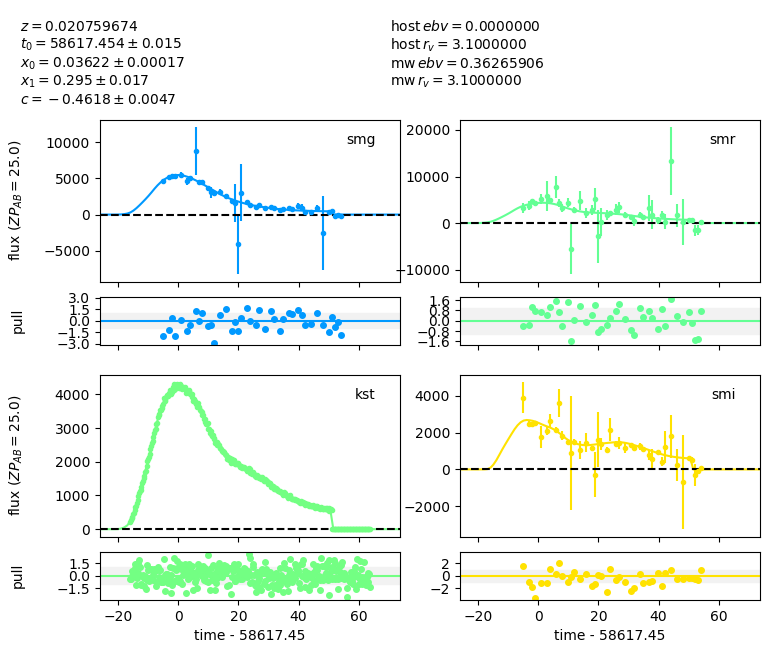 z = 0.020759674
t₀ = 58617.454 ± 0.015
x₀ = 0.03622 ± 0.00017
x₁ = 0.295 ± 0.017
c = −0.4618 ± 0.0047
host ebv = 0.0000000
host r_v = 3.1000000
mw ebv = 0.36265906
mw r_v = 3.1000000
flux (ZP_AB = 25.0)
10000
5000
0
−5000
smg
20000
10000
0
−10000
smr
pull
3.0
1.5
0.0
−1.5
−3.0
1.6
0.8
0.0
−0.8
−1.6
flux (ZP_AB = 25.0)
4000
3000
2000
1000
0
kst
4000
2000
0
−2000
smi
pull
1.5
0.0
−1.5
2
0
−2
−20 0 20 40 60
time - 58617.45
−20 0 20 40 60
time - 58617.45